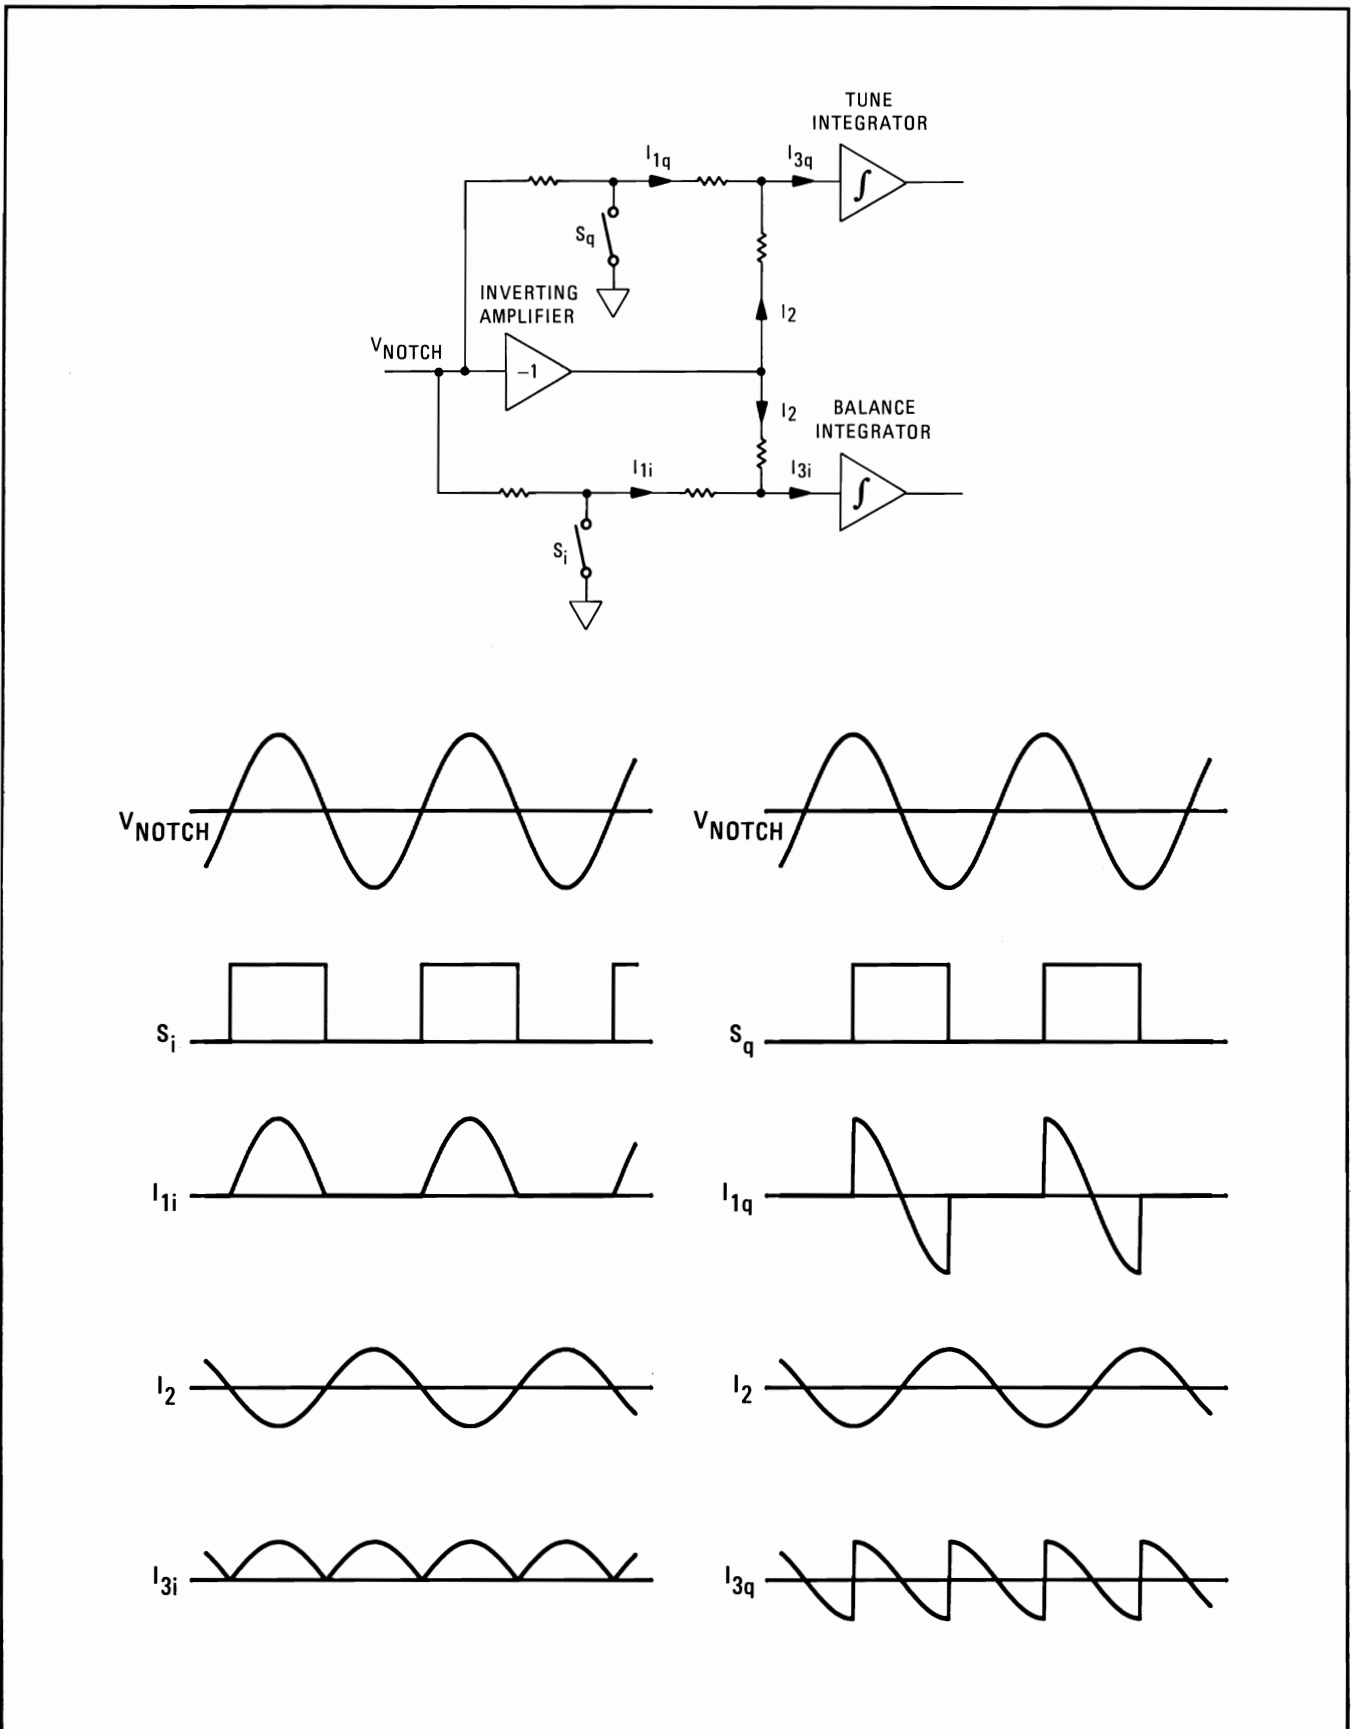 TUNE
INTEGRATOR
I1q
I3q
∫
Sq
INVERTING
AMPLIFIER
I2
VNOTCH
−1
I2
BALANCE
INTEGRATOR
I1i
I3i
∫
Si
VNOTCH
VNOTCH
Si
Sq
I1i
I1q
I2
I2
I3i
I3q